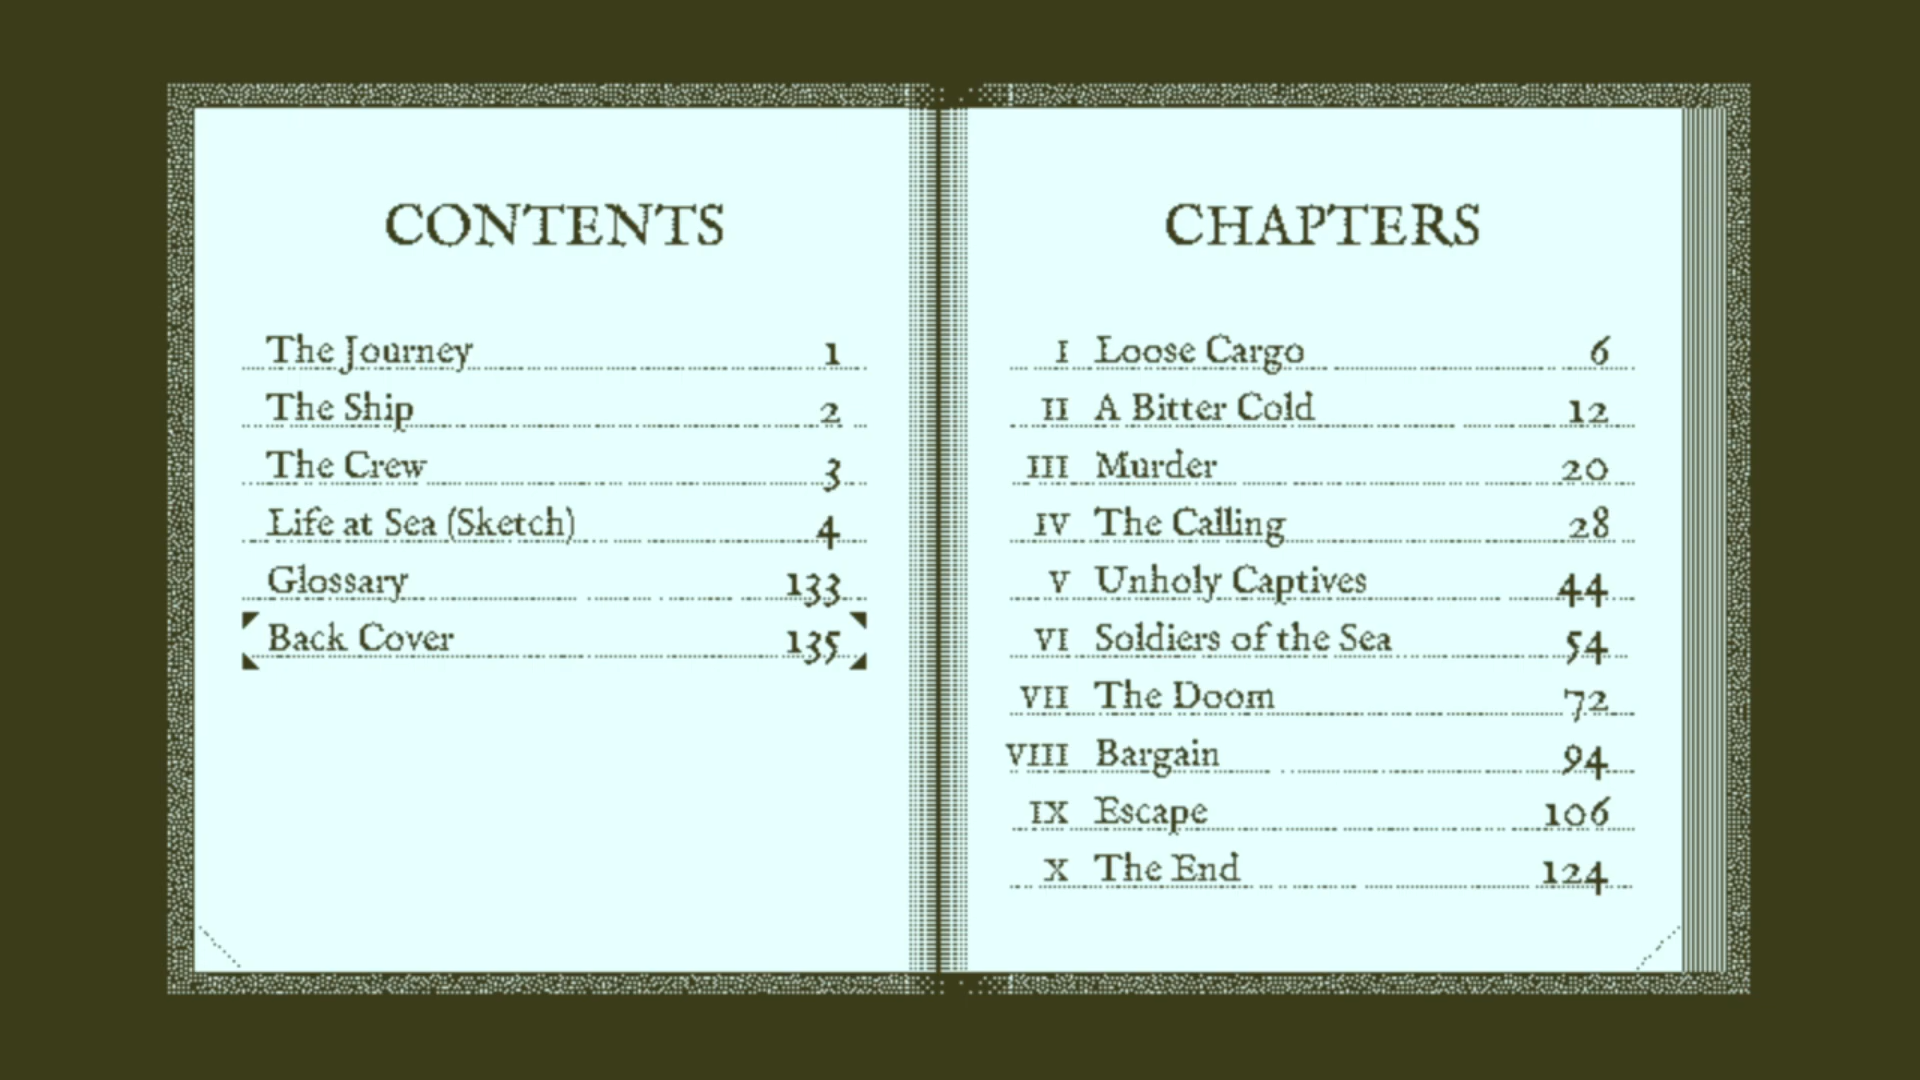 CONTENTS
The Journey 1
The Ship 2
The Crew 3
Life at Sea (Sketch) 4
Glossary 133
Back Cover 135
CHAPTERS
I Loose Cargo 6
II A Bitter Cold 12
III Murder 20
IV The Calling 28
V Unholy Captives 44
VI Soldiers of the Sea 54
VII The Doom 72
VIII Bargain 94
IX Escape 106
X The End 124